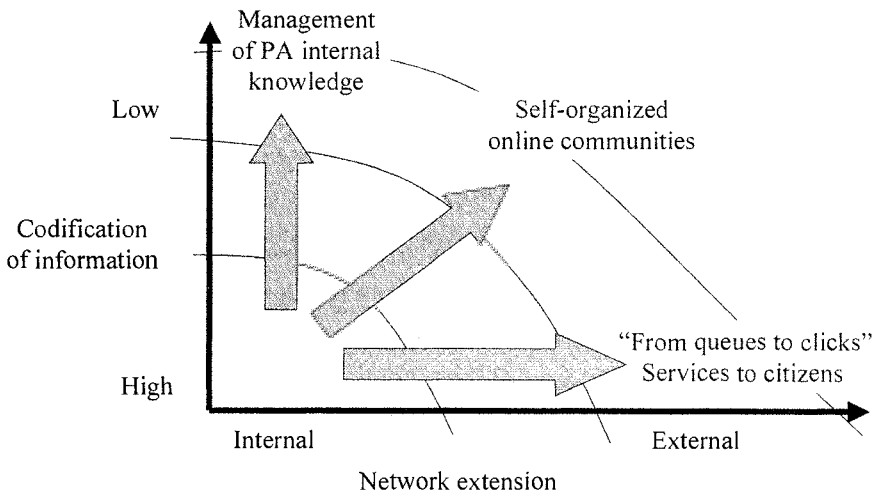 Management
of PA internal
knowledge
Low
Self-organized
online communities
Codification
of information
“From queues to clicks”
Services to citizens
High
Internal
External
Network extension